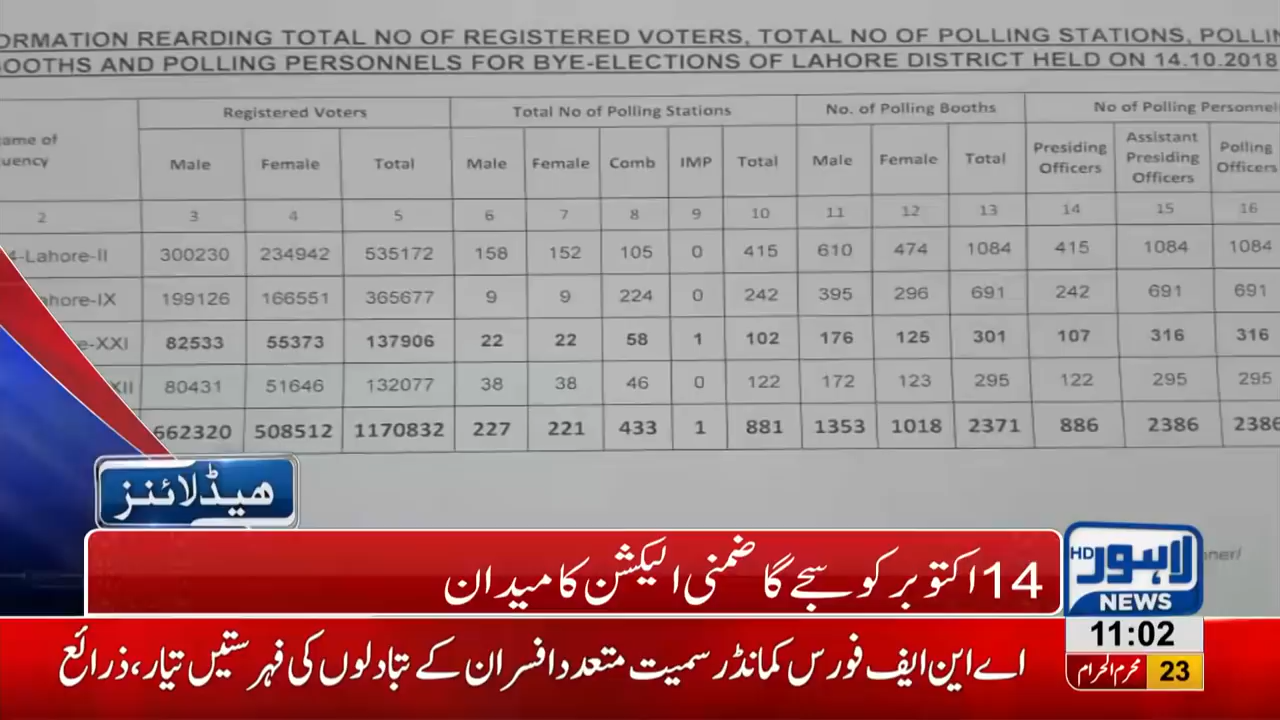 ORMATION REARDING TOTAL NO OF REGISTERED VOTERS, TOTAL NO OF POLLING STATIONS, POLLIN
BOOTHS AND POLLING PERSONNELS FOR BYE-ELECTIONS OF LAHORE DISTRICT HELD ON 14.10.2018
ame of uency Registered Voters Total No of Polling Stations No. of Polling Booths No of Polling Personnel
Male Female Total Male Female Comb IMP Total Male Female Total Presiding Officers Assistant Presiding Officers Polling Officers
2 3 4 5 6 7 8 9 10 11 12 13 14 15 16
4-Lahore-II 300230 234942 535172 158 152 105 0 415 610 474 1084 415 1084 1084
ahore-IX 199126 166551 365677 9 9 224 0 242 395 296 691 242 691 691
e-XXI 82533 55373 137906 22 22 58 1 102 176 125 301 107 316 316
XII 80431 51646 132077 38 38 46 0 122 172 123 295 122 295 295
662320 508512 1170832 227 221 433 1 881 1353 1018 2371 886 2386 2386
ner/
ہیڈلائنز
14 اکتوبر کو سجے گا ضمنی الیکشن کا میدان
لاہور HD
NEWS
11:02
23 محرم الحرام
اے این ایف فورس کمانڈر سمیت متعدد افسران کے تبادلوں کی فہرستیں تیار، ذرائع